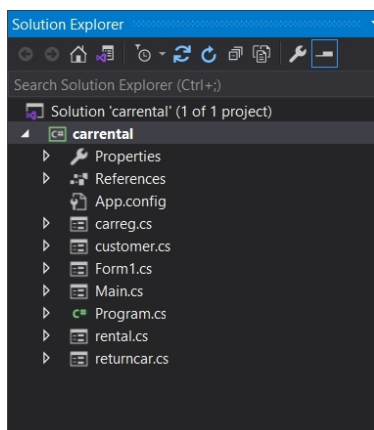 Solution Explorer
Search Solution Explorer (Ctrl+;)
Solution 'carrental' (1 of 1 project)
C# carrental
Properties
References
App.config
carreg.cs
customer.cs
Form1.cs
Main.cs
C# Program.cs
rental.cs
returncar.cs